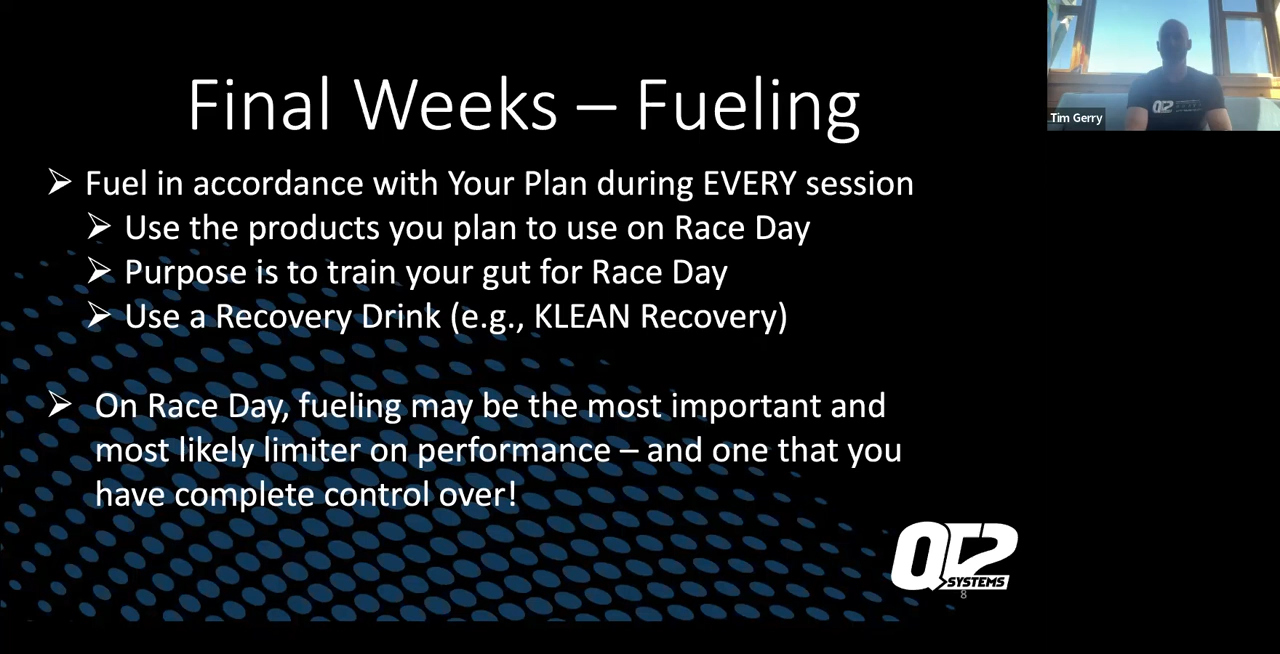 Final Weeks – Fueling
Tim Gerry
➢ Fuel in accordance with Your Plan during EVERY session
➢ Use the products you plan to use on Race Day
➢ Purpose is to train your gut for Race Day
➢ Use a Recovery Drink (e.g., KLEAN Recovery)
➢ On Race Day, fueling may be the most important and
most likely limiter on performance – and one that you
have complete control over!
QT2
SYSTEMS
8
QT2